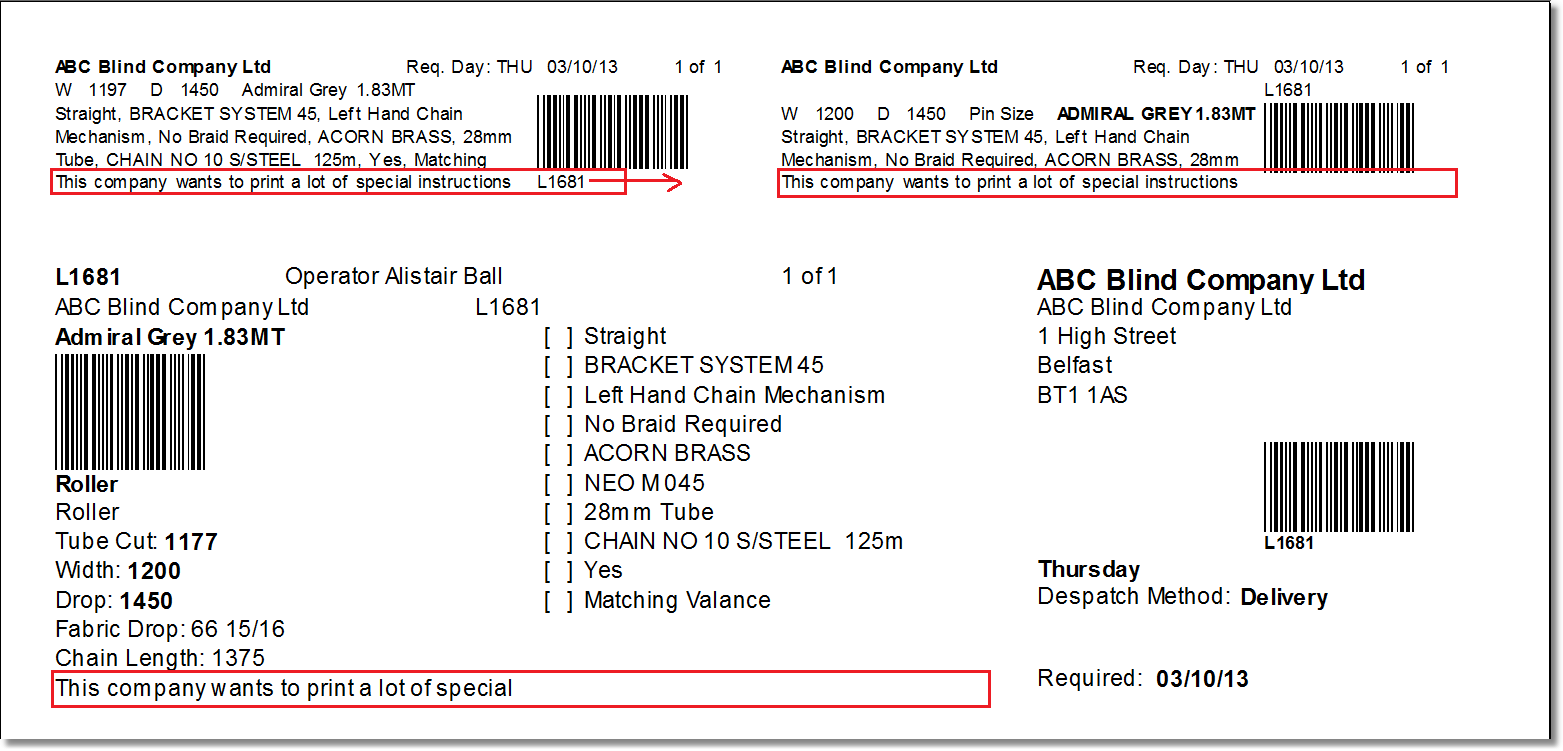 ABC Blind Company Ltd Req. Day: THU 03/10/13 1 of 1
W 1197 D 1450 Admiral Grey 1.83MT
Straight, BRACKET SYSTEM 45, Left Hand Chain
Mechanism, No Braid Required, ACORN BRASS, 28mm
Tube, CHAIN NO 10 S/STEEL 125m, Yes, Matching
This company wants to print a lot of special instructions L1681
ABC Blind Company Ltd Req. Day: THU 03/10/13 1 of 1
L1681
W 1200 D 1450 Pin Size ADMIRAL GREY 1.83MT
Straight, BRACKET SYSTEM 45, Left Hand Chain
Mechanism, No Braid Required, ACORN BRASS, 28mm
This company wants to print a lot of special instructions
L1681 Operator Alistair Ball 1 of 1
ABC Blind Company Ltd L1681
Admiral Grey 1.83MT
Roller
Roller
Tube Cut: 1177
Width: 1200
Drop: 1450
Fabric Drop: 66 15/16
Chain Length: 1375
This company wants to print a lot of special
[ ] Straight
[ ] BRACKET SYSTEM 45
[ ] Left Hand Chain Mechanism
[ ] No Braid Required
[ ] ACORN BRASS
[ ] NEO M 045
[ ] 28mm Tube
[ ] CHAIN NO 10 S/STEEL 125m
[ ] Yes
[ ] Matching Valance
ABC Blind Company Ltd
ABC Blind Company Ltd
1 High Street
Belfast
BT1 1AS
L1681
Thursday
Despatch Method: Delivery
Required: 03/10/13